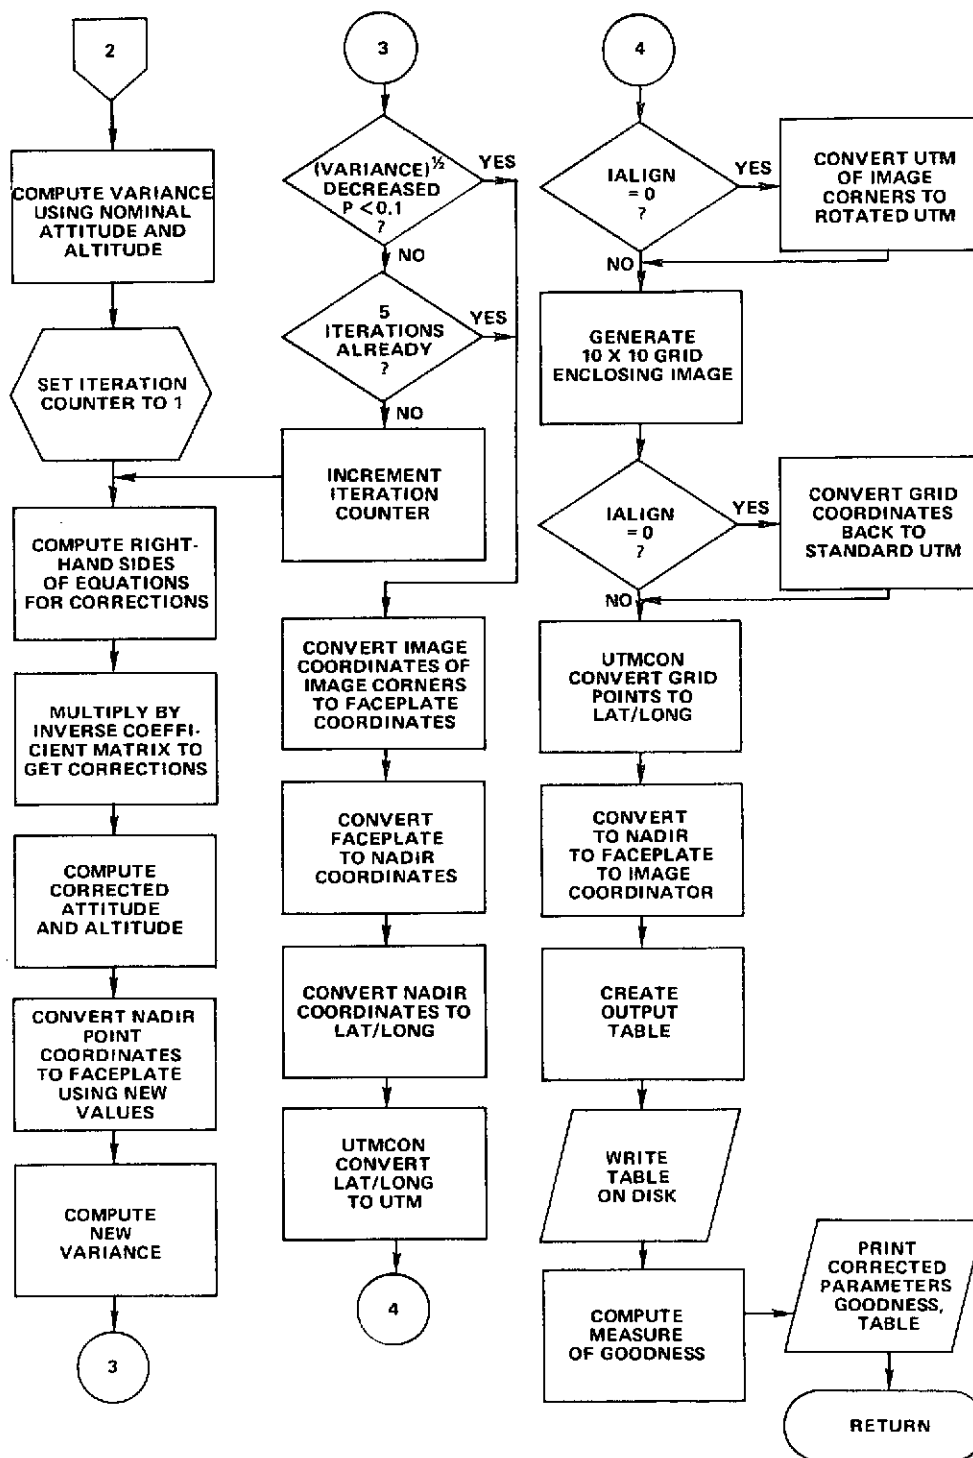 2
COMPUTE VARIANCE
USING NOMINAL
ATTITUDE AND
ALTITUDE
SET ITERATION
COUNTER TO 1
COMPUTE RIGHT-
HAND SIDES
OF EQUATIONS
FOR CORRECTIONS
MULTIPLY BY
INVERSE COEFFI-
CIENT MATRIX TO
GET CORRECTIONS
COMPUTE
CORRECTED
ATTITUDE
AND ALTITUDE
CONVERT NADIR
POINT
COORDINATES
TO FACEPLATE
USING NEW
VALUES
COMPUTE
NEW
VARIANCE
3
3
(VARIANCE)½
DECREASED
P < 0.1
?
YES
NO
5
ITERATIONS
ALREADY
?
YES
NO
INCREMENT
ITERATION
COUNTER
CONVERT IMAGE
COORDINATES OF
IMAGE CORNERS
TO FACEPLATE
COORDINATES
CONVERT
FACEPLATE
TO NADIR
COORDINATES
CONVERT NADIR
COORDINATES TO
LAT/LONG
UTMCON
CONVERT
LAT/LONG
TO UTM
4
4
IALIGN
= 0
?
YES
NO
CONVERT UTM
OF IMAGE
CORNERS TO
ROTATED UTM
GENERATE
10 X 10 GRID
ENCLOSING IMAGE
IALIGN
= 0
?
YES
NO
CONVERT GRID
COORDINATES
BACK TO
STANDARD UTM
UTMCON
CONVERT GRID
POINTS TO
LAT/LONG
CONVERT
TO NADIR
TO FACEPLATE
TO IMAGE
COORDINATOR
CREATE
OUTPUT
TABLE
WRITE
TABLE
ON DISK
COMPUTE
MEASURE
OF GOODNESS
PRINT
CORRECTED
PARAMETERS
GOODNESS,
TABLE
RETURN